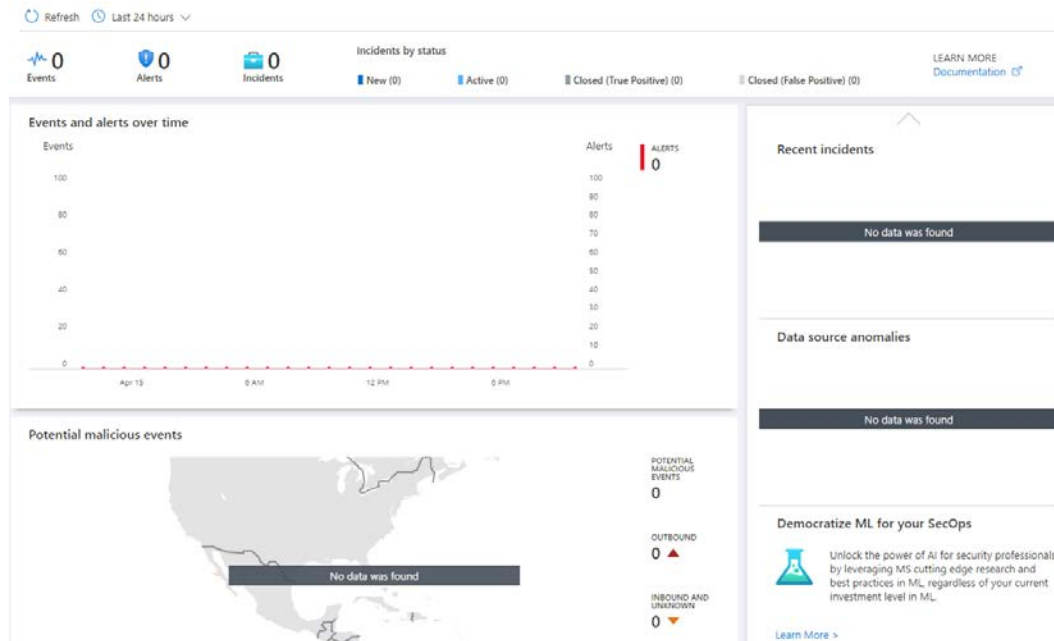 Refresh Last 24 hours
0 0 0
Events Alerts Incidents
Incidents by status
New (0) Active (0) Closed (True Positive) (0) Closed (False Positive) (0)
LEARN MORE
Documentation
Events and alerts over time
Events Alerts
100
80
60
40
20
0
100
90
80
70
60
50
40
30
20
10
0
Apr 15 6 AM 12 PM 6 PM
ALERTS
0
Potential malicious events
No data was found
POTENTIAL
MALICIOUS
EVENTS
0
OUTBOUND
0
INBOUND AND
UNKNOWN
0
Recent incidents
No data was found
Data source anomalies
No data was found
Democratize ML for your SecOps
Unlock the power of AI for security professionals
by leveraging MS cutting edge research and
best practices in ML, regardless of your current
investment level in ML.
Learn More >